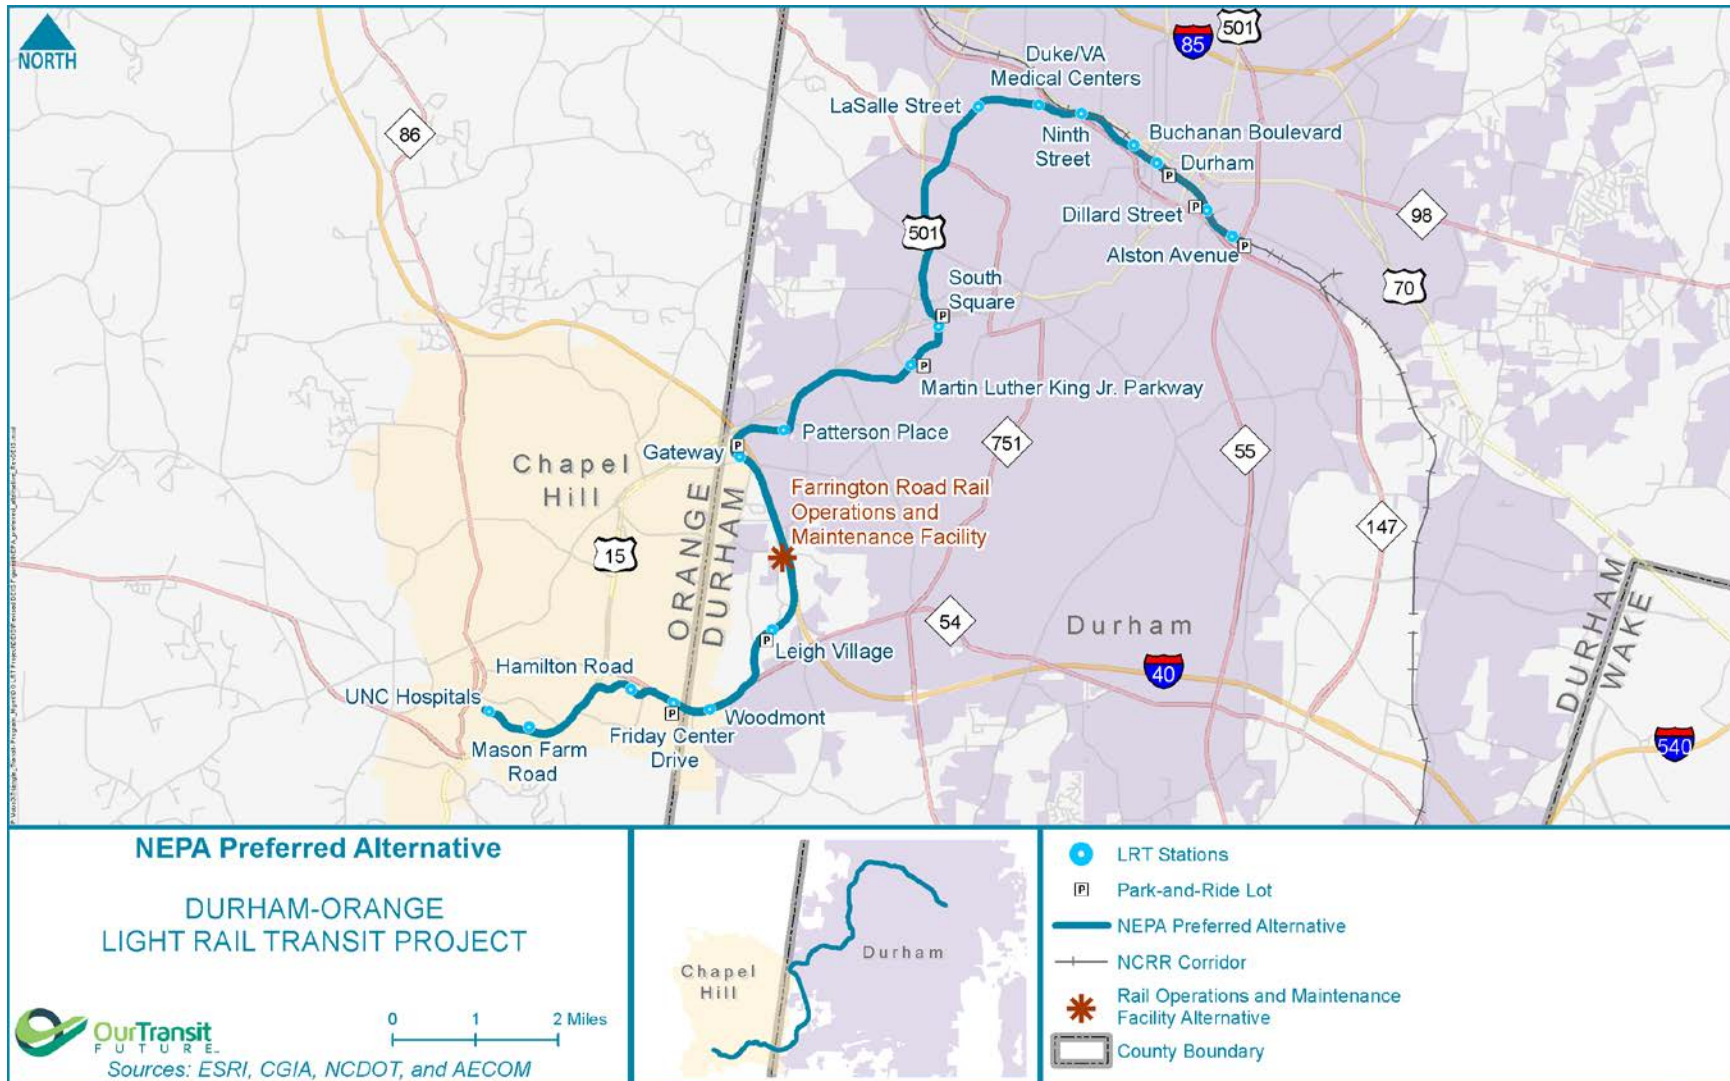 NORTH
86
501
85
Duke/VA
Medical Centers
LaSalle Street
Ninth
Street
Buchanan Boulevard
Durham
P
Dillard Street
P
98
501
Alston Avenue
P
70
South
Square
P
P
Martin Luther King Jr. Parkway
Patterson Place
P
Gateway
Chapel
Hill
751
55
ORANGE
DURHAM
Farrington Road Rail
Operations and
Maintenance Facility
15
147
54
Durham
DURHAM
WAKE
P
Leigh Village
Hamilton Road
40
UNC Hospitals
Woodmont
P
Friday Center
Drive
Mason Farm
Road
540
NEPA Preferred Alternative
DURHAM-ORANGE
LIGHT RAIL TRANSIT PROJECT
OurTransit
FUTURE
0 1 2 Miles
Sources: ESRI, CGIA, NCDOT, and AECOM
Durham
Chapel
Hill
LRT Stations
P Park-and-Ride Lot
NEPA Preferred Alternative
NCRR Corridor
Rail Operations and Maintenance
Facility Alternative
County Boundary